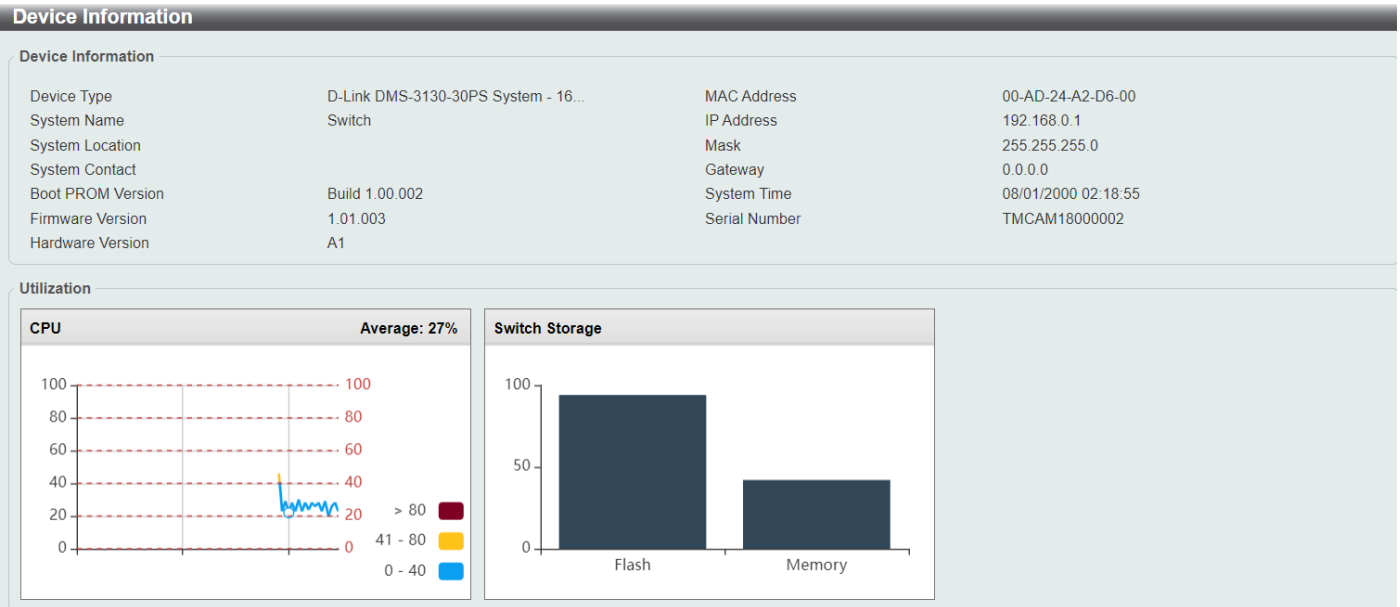 Device Information
Device Information
Device Type D-Link DMS-3130-30PS System - 16... MAC Address 00-AD-24-A2-D6-00
System Name Switch IP Address 192.168.0.1
System Location Mask 255.255.255.0
System Contact Gateway 0.0.0.0
Boot PROM Version Build 1.00.002 System Time 08/01/2000 02:18:55
Firmware Version 1.01.003 Serial Number TMCAM18000002
Hardware Version A1
Utilization
CPU Average: 27%
100 100
80 80
60 60
40 40
20 20
0 0
> 80
41 - 80
0 - 40
Switch Storage
100
50
0
Flash Memory